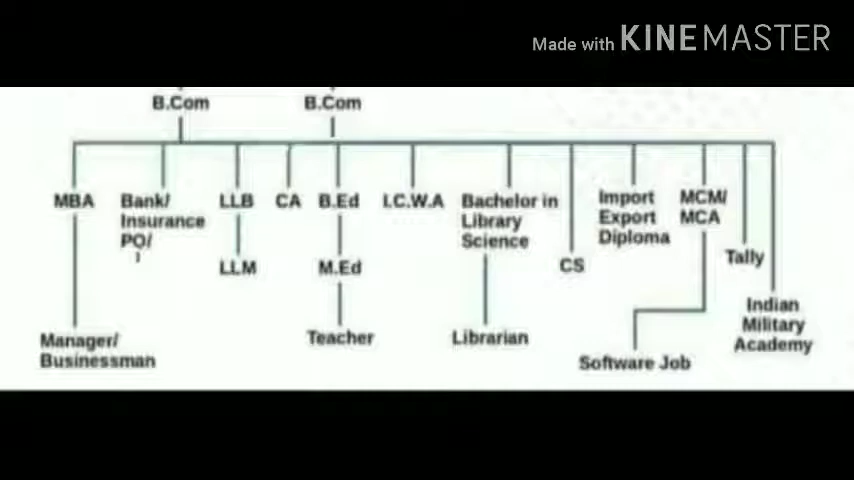 Made with KINEMASTER
B.Com B.Com
MBA
Bank/
Insurance
PO/
LLB
CA
B.Ed
I.C.W.A
Bachelor in
Library
Science
Import
Export
Diploma
MCM/
MCA
LLM
M.Ed
CS
Tally
Indian
Military
Academy
Manager/
Businessman
Teacher
Librarian
Software Job